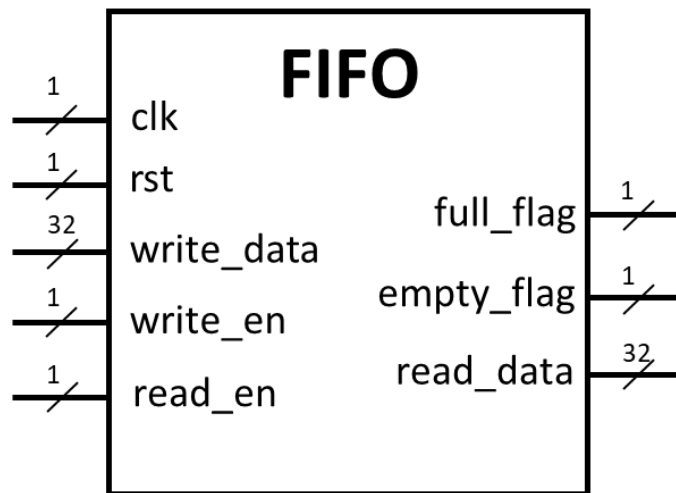 FIFO
1
clk
1
rst
32
write_data
1
write_en
1
read_en
full_flag
1
empty_flag
1
read_data
32